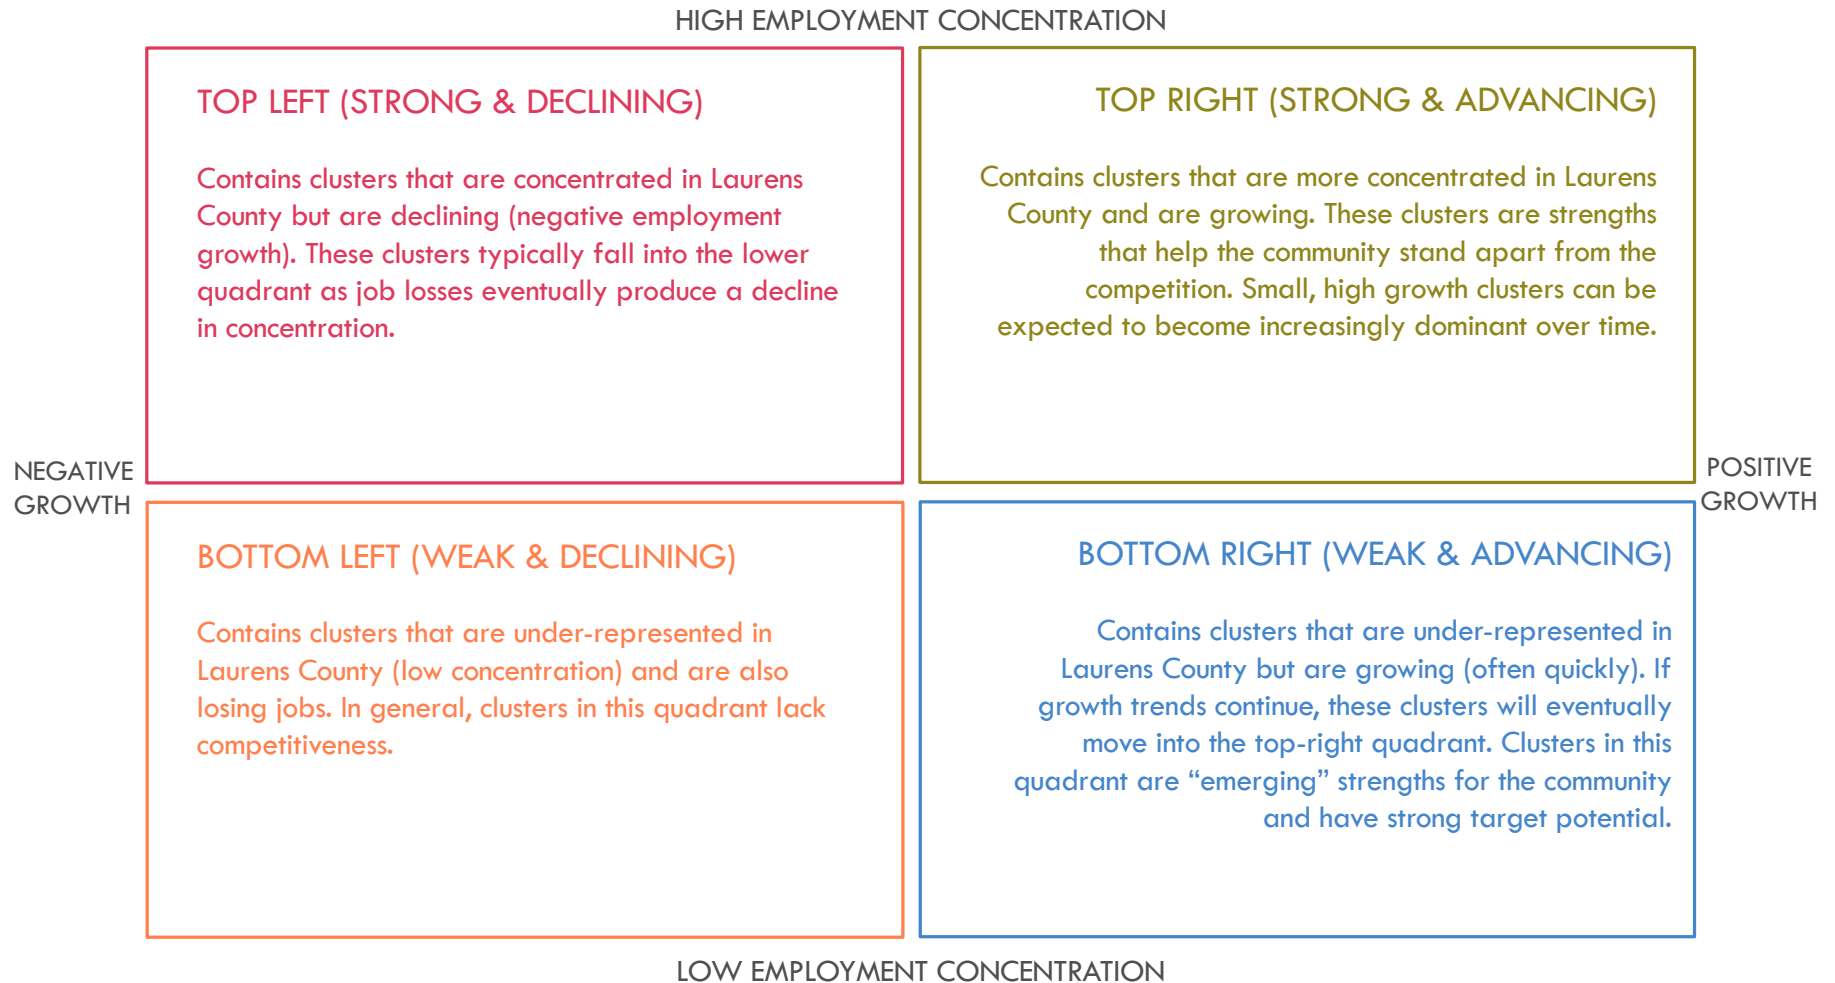 HIGH EMPLOYMENT CONCENTRATION
TOP LEFT (STRONG & DECLINING)
Contains clusters that are concentrated in Laurens
County but are declining (negative employment
growth). These clusters typically fall into the lower
quadrant as job losses eventually produce a decline
in concentration.
TOP RIGHT (STRONG & ADVANCING)
Contains clusters that are more concentrated in Laurens
County and are growing. These clusters are strengths
that help the community stand apart from the
competition. Small, high growth clusters can be
expected to become increasingly dominant over time.
NEGATIVE
GROWTH
POSITIVE
GROWTH
BOTTOM LEFT (WEAK & DECLINING)
Contains clusters that are under-represented in
Laurens County (low concentration) and are also
losing jobs. In general, clusters in this quadrant lack
competitiveness.
BOTTOM RIGHT (WEAK & ADVANCING)
Contains clusters that are under-represented in
Laurens County but are growing (often quickly). If
growth trends continue, these clusters will eventually
move into the top-right quadrant. Clusters in this
quadrant are “emerging” strengths for the community
and have strong target potential.
LOW EMPLOYMENT CONCENTRATION